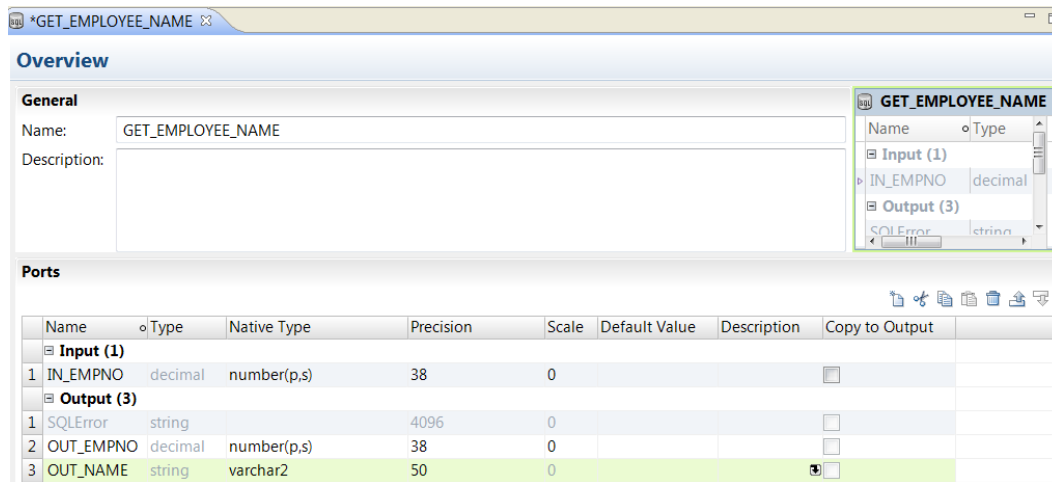 *GET_EMPLOYEE_NAME
Overview
General
Name: GET_EMPLOYEE_NAME
Description:
GET_EMPLOYEE_NAME
Name Type
Input (1)
IN_EMPNO decimal
Output (3)
SQLError string
Ports
Name Type Native Type Precision Scale Default Value Description Copy to Output
Input (1)
1 IN_EMPNO decimal number(p,s) 38 0
Output (3)
1 SQLError string 4096 0
2 OUT_EMPNO decimal number(p,s) 38 0
3 OUT_NAME string varchar2 50 0